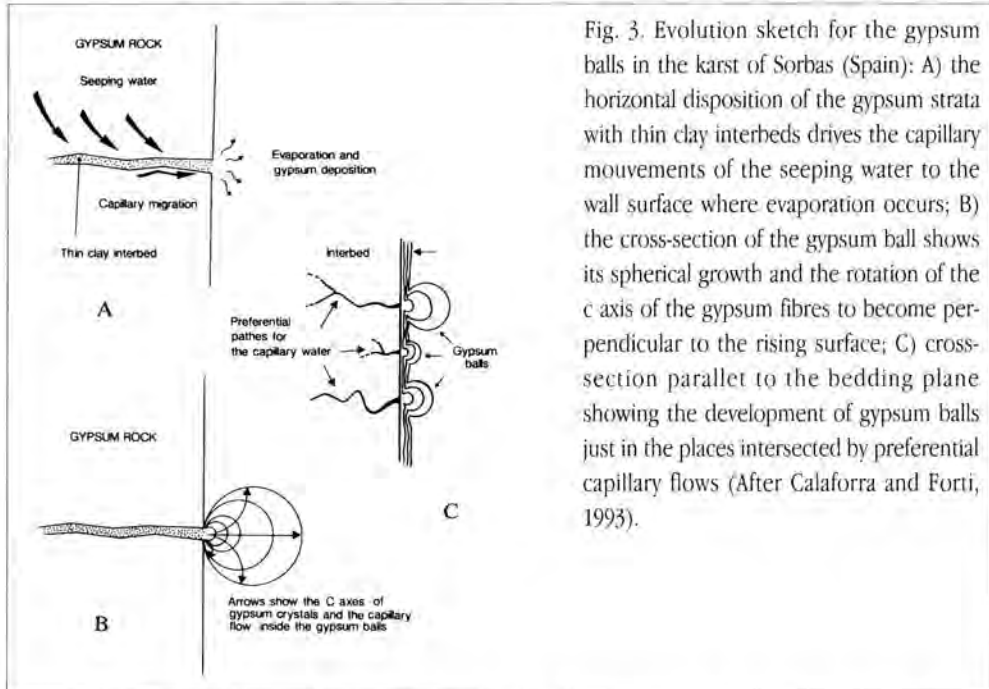 GYPSUM ROCK
Seeping water
Evaporation and
gypsum deposition
Capillary migration
Thin clay interbed
A
Interbed
Preferential
pathes for
the capillary water
Gypsum
balls
C
GYPSUM ROCK
B
Arrows show the C axes of
gypsum crystals and the capillary
flow inside the gypsum balls
Fig. 3. Evolution sketch for the gypsum
balls in the karst of Sorbas (Spain): A) the
horizontal disposition of the gypsum strata
with thin clay interbeds drives the capillary
mouvements of the seeping water to the
wall surface where evaporation occurs; B)
the cross-section of the gypsum ball shows
its spherical growth and the rotation of the
c axis of the gypsum fibres to become per-
pendicular to the rising surface; C) cross-
section parallet to the bedding plane
showing the development of gypsum balls
just in the places intersected by preferential
capillary flows (After Calaforra and Forti,
1993).